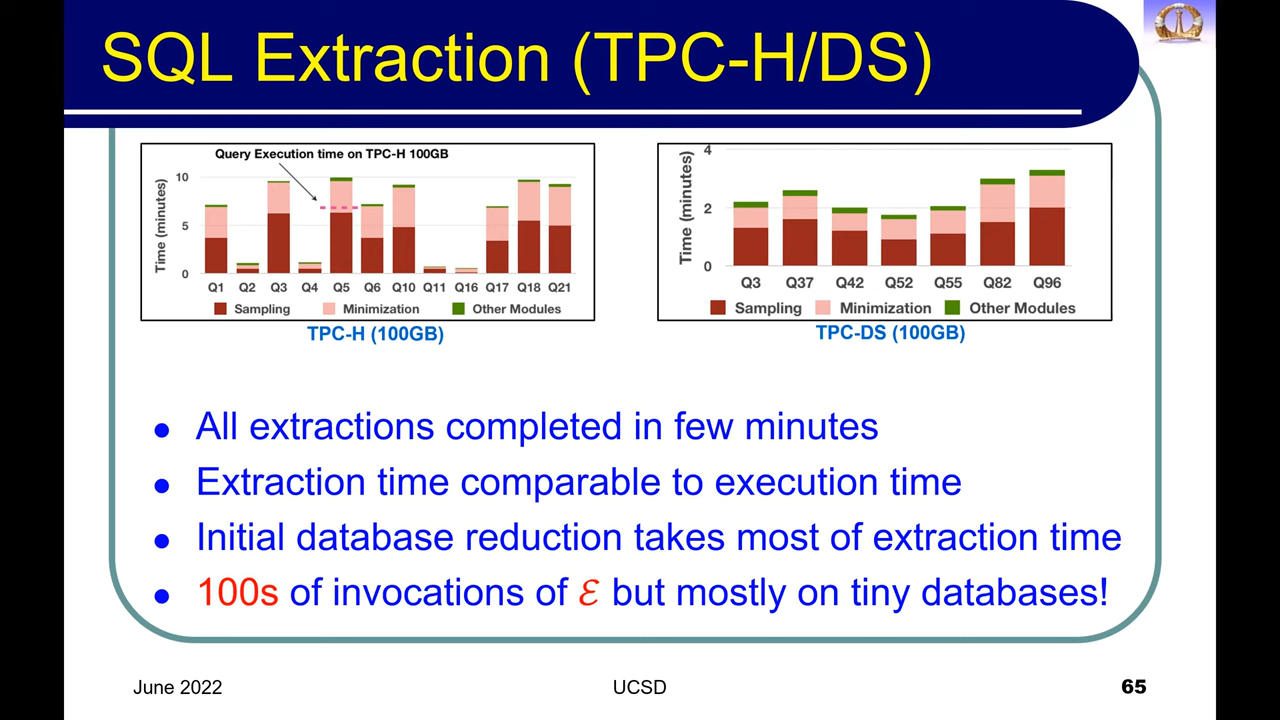 SQL Extraction (TPC-H/DS)
Query Execution time on TPC-H 100GB
Time (minutes)
10
5
0
Q1 Q2 Q3 Q4 Q5 Q6 Q10 Q11 Q16 Q17 Q18 Q21
Sampling Minimization Other Modules
TPC-H (100GB)
Time (minutes)
4
2
0
Q3 Q37 Q42 Q52 Q55 Q82 Q96
Sampling Minimization Other Modules
TPC-DS (100GB)
● All extractions completed in few minutes
● Extraction time comparable to execution time
● Initial database reduction takes most of extraction time
● 100s of invocations of ℰ but mostly on tiny databases!
June 2022 UCSD 65